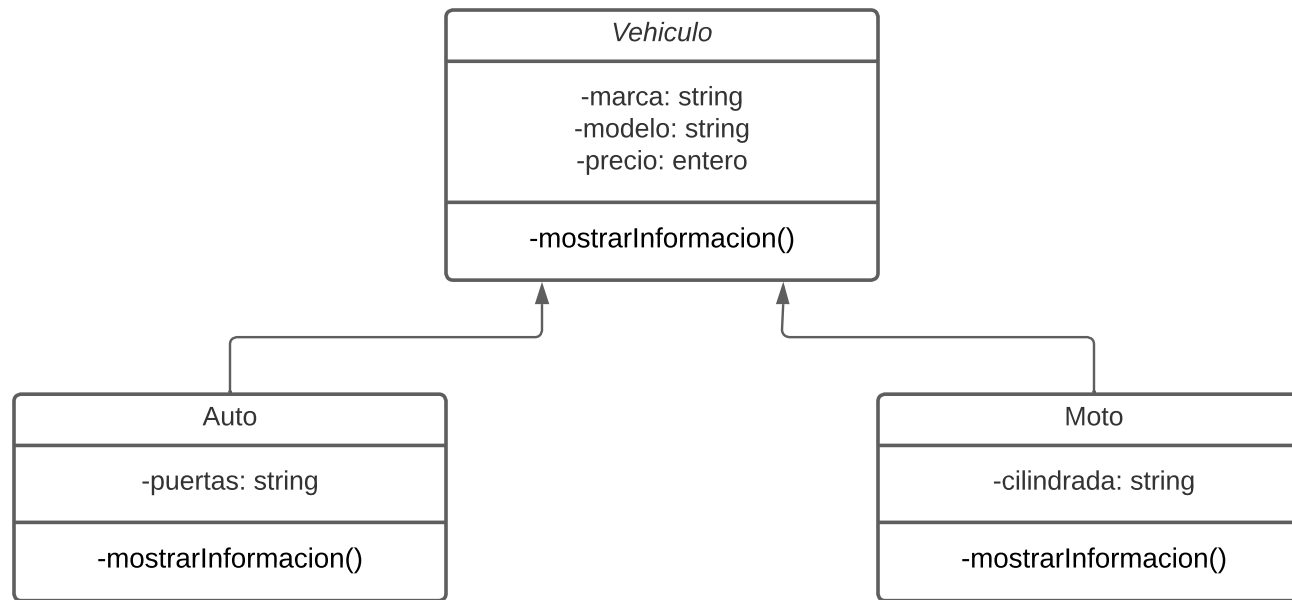 Vehiculo
-marca: string
-modelo: string
-precio: entero
-mostrarInformacion()
Auto
-puertas: string
-mostrarInformacion()
Moto
-cilindrada: string
-mostrarInformacion()